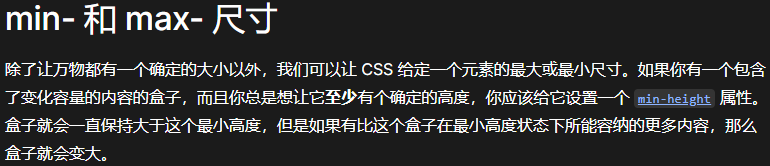 min- 和 max- 尺寸
除了让万物都有一个确定的大小以外，我们可以让 CSS 给定一个元素的最大或最小尺寸。如果你有一个包含
了变化容量的内容的盒子，而且你总是想让它至少有个确定的高度，你应该给它设置一个 min-height 属性。
盒子就会一直保持大于这个最小高度，但是如果有比这个盒子在最小高度状态下所能容纳的更多内容，那么
盒子就会变大。